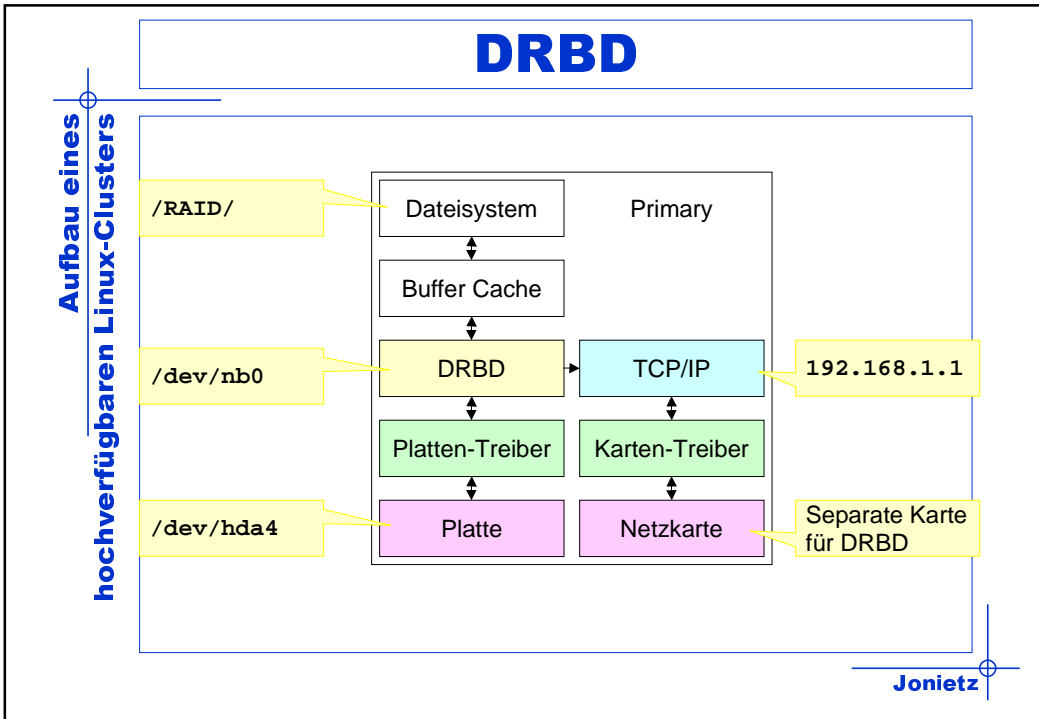 DRBD
Aufbau eines
hochverfügbaren Linux-Clusters
/RAID/
Dateisystem
Primary
Buffer Cache
/dev/nb0
DRBD
TCP/IP
192.168.1.1
Platten-Treiber
Karten-Treiber
/dev/hda4
Platte
Netzkarte
Separate Karte
für DRBD
Jonietz